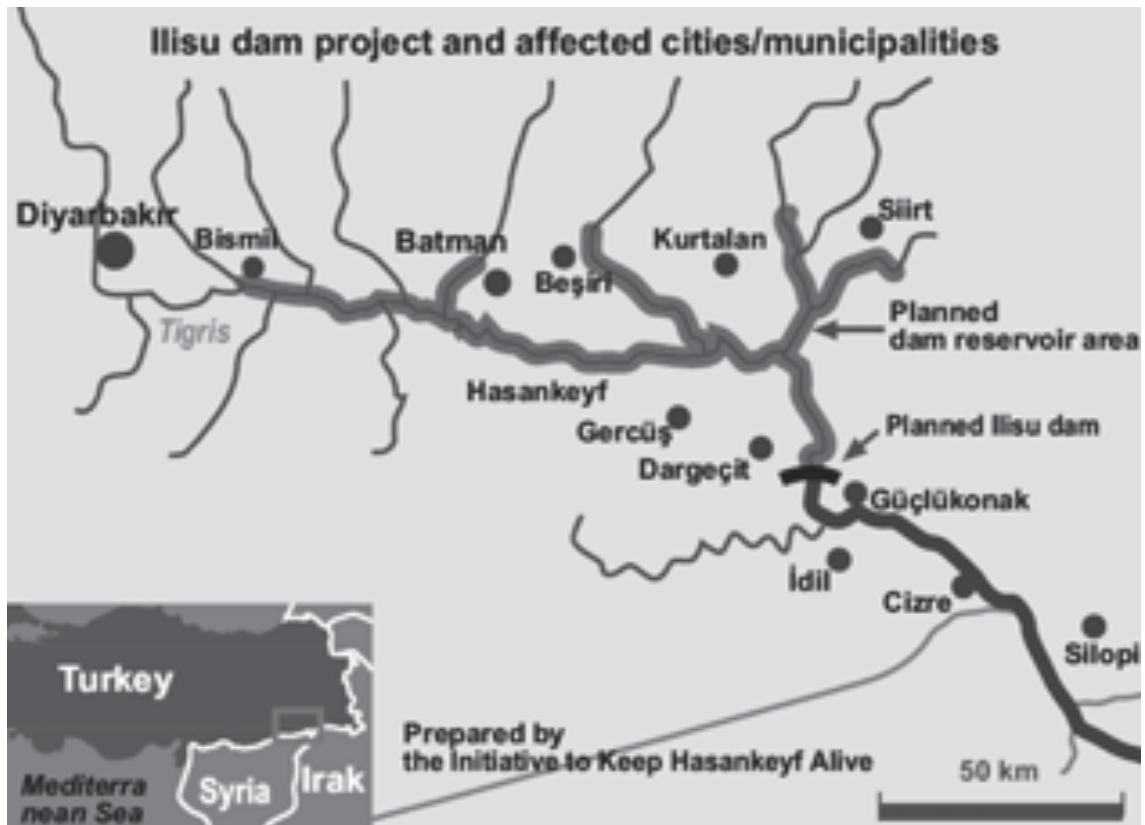 Ilisu dam project and affected cities/municipalities
Diyarbakır
Bismil
Batman
Beşiri
Kurtalan
Siirt
Tigris
Planned
dam reservoir area
Hasankeyf
Gercüş
Dargeçit
Planned Ilisu dam
Güçlükonak
İdil
Cizre
Silopi
Turkey
Syria
Irak
Mediterra
nean Sea
Prepared by
the Initiative to Keep Hasankeyf Alive
50 km